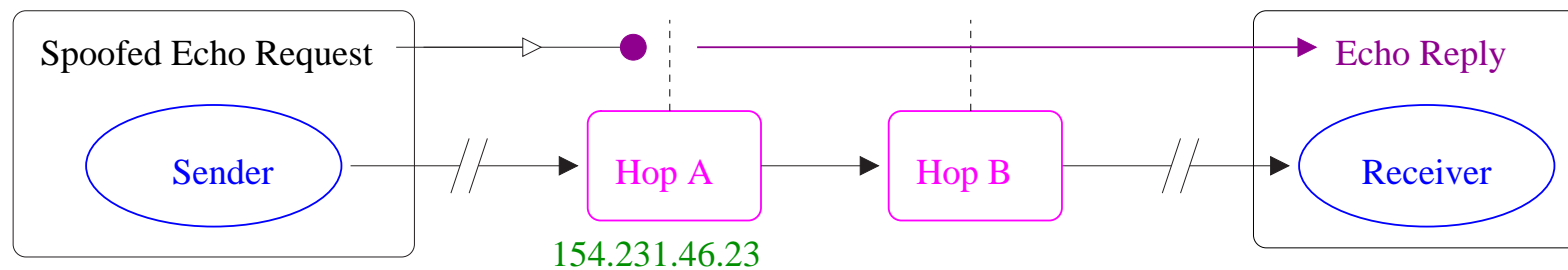 Spoofed Echo Request
Echo Reply
Sender
Hop A
Hop B
Receiver
154.231.46.23